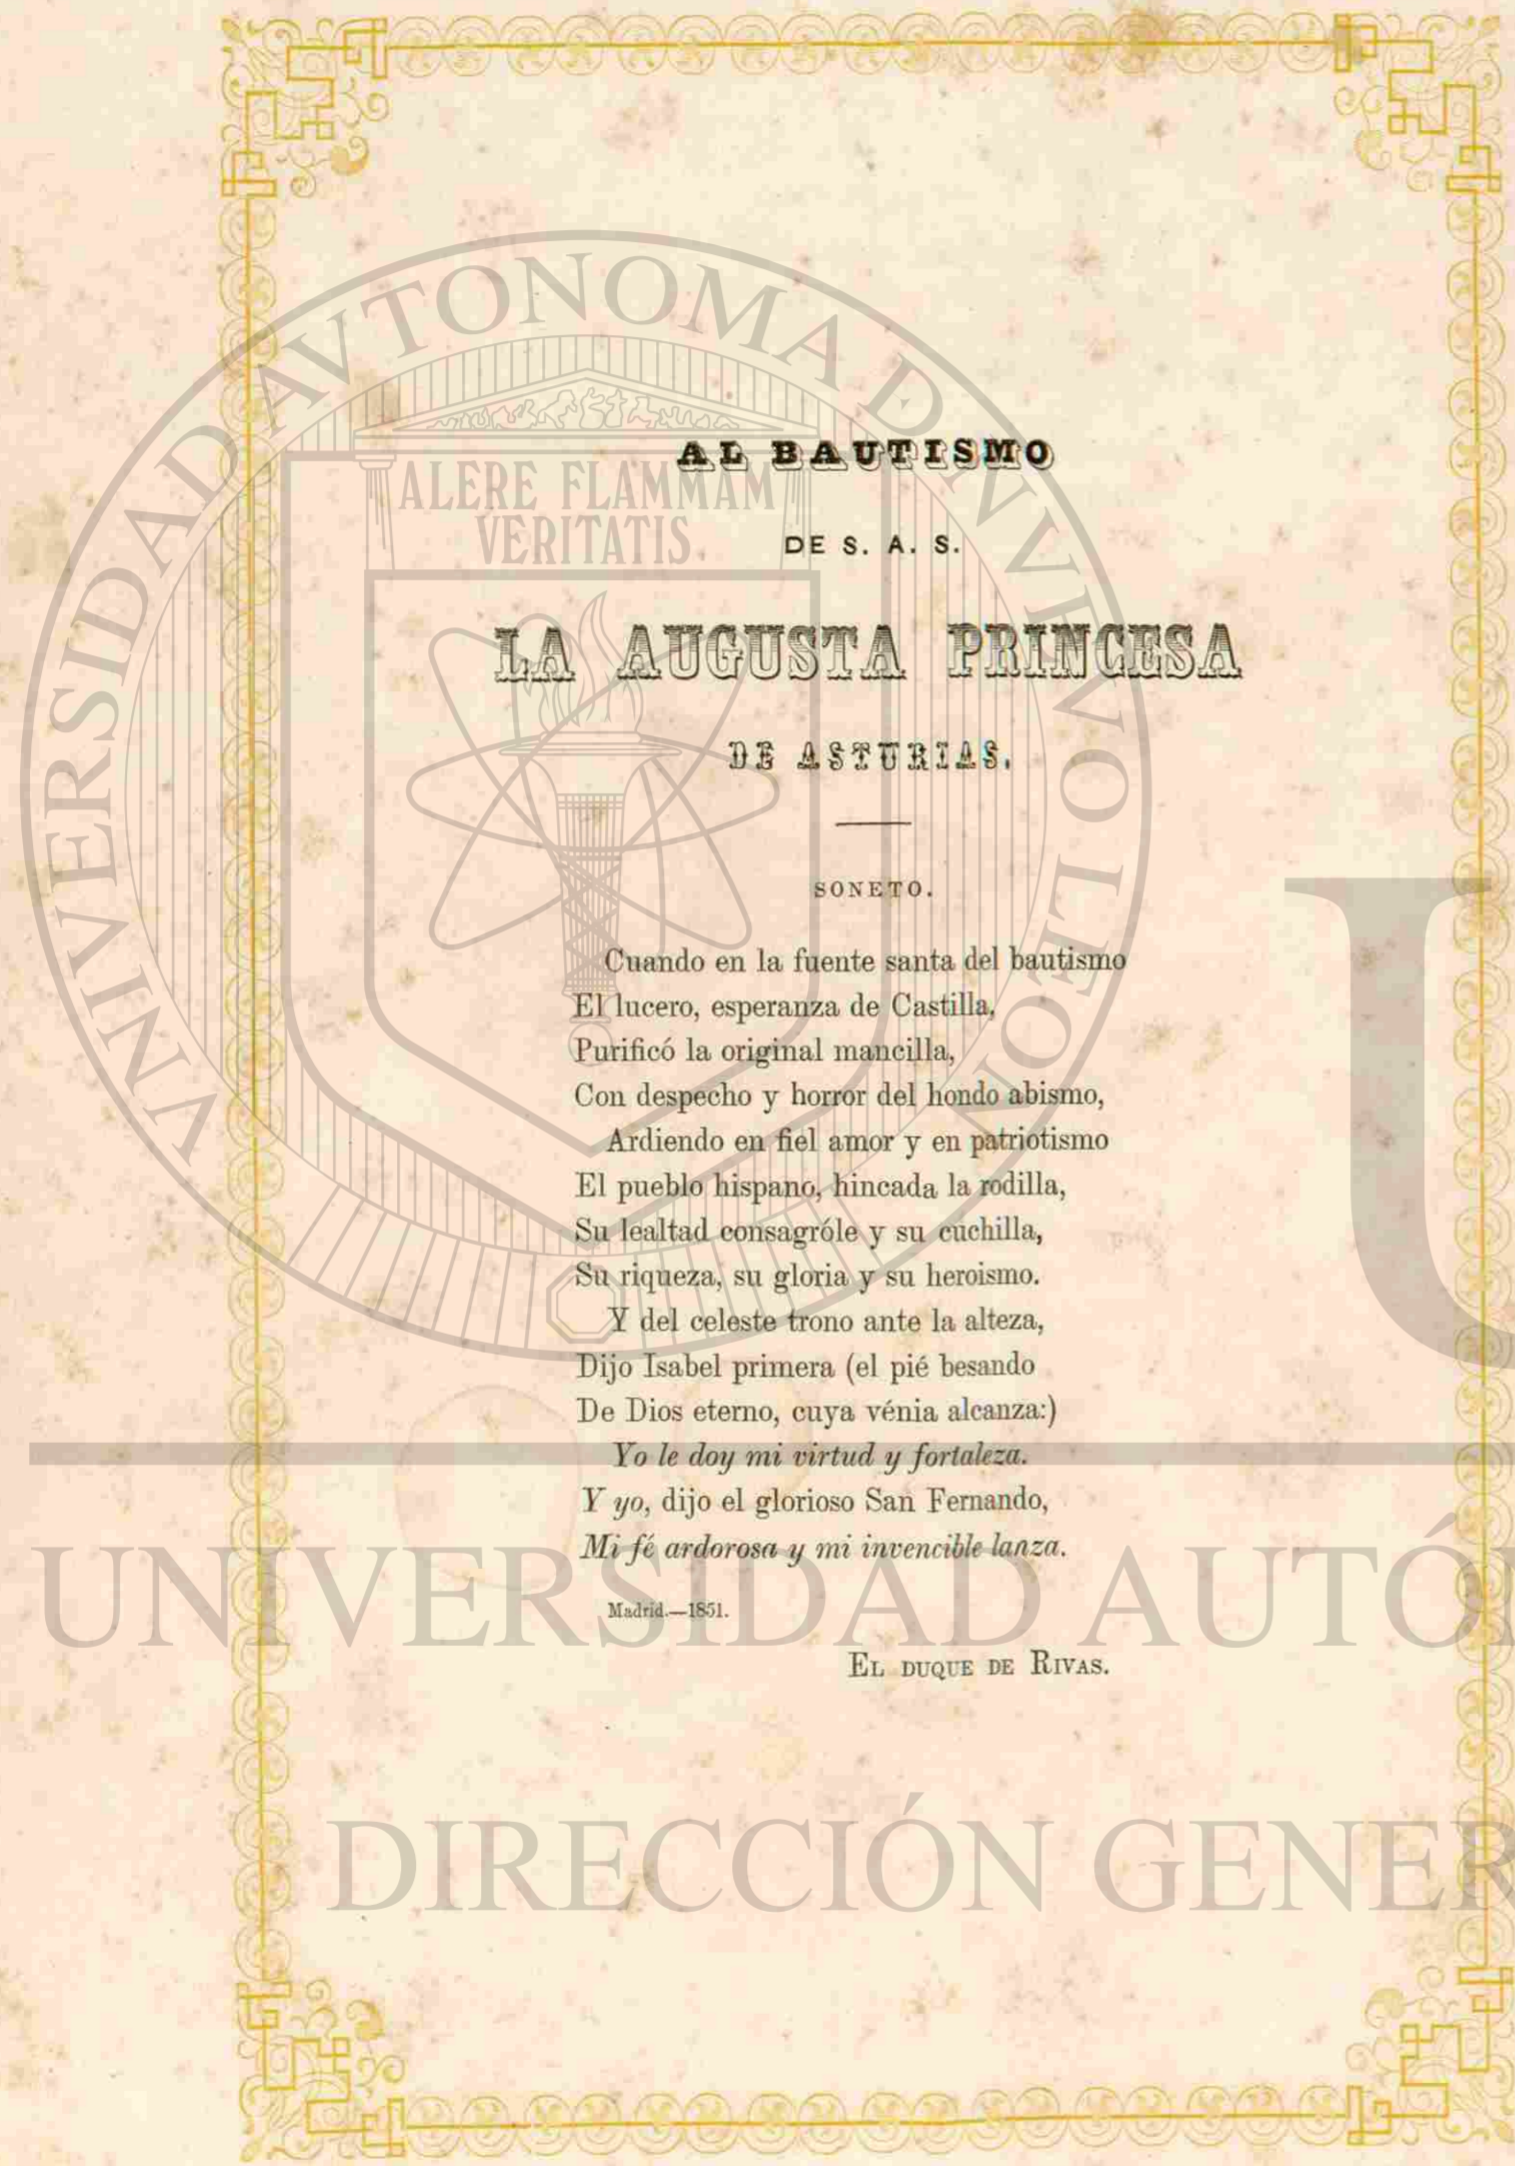 AL BAUTISMO
DE S. A. S.
LA AUGUSTA PRINCESA
DE ASTURIAS.
SONETO.
Cuando en la fuente santa del bautismo
El lucero, esperanza de Castilla,
Purificó la original mancilla,
Con despecho y horror del hondo abismo,
Ardiendo en fiel amor y en patriotismo
El pueblo hispano, hincada la rodilla,
Su lealtad consagróle y su cuchilla,
Su riqueza, su gloria y su heroismo.
Y del celeste trono ante la alteza,
Dijo Isabel primera (el pié besando
De Dios eterno, cuya vénia alcanza:)
Yo le doy mi virtud y fortaleza.
Y yo, dijo el glorioso San Fernando,
Mi fé ardorosa y mi invencible lanza.
Madrid.—1851.
EL DUQUE DE RIVAS.
UNIVERSIDAD AVTONOMA D NVEVO LEON
ALERE FLAMMAM
VERITATIS
U
UNIVERSIDAD AUTÓN
DIRECCIÓN GENER